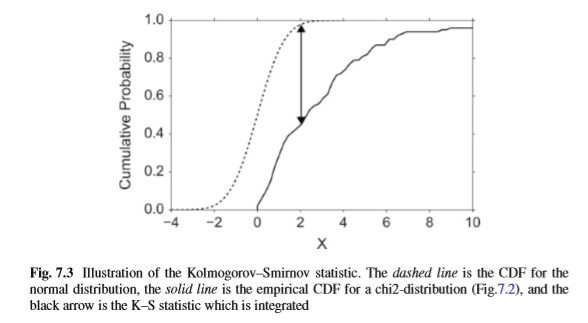 1.0
0.8
0.6
0.4
0.2
0.0
Cumulative Probability
−4 −2 0 2 4 6 8 10
X
Fig. 7.3 Illustration of the Kolmogorov–Smirnov statistic. The dashed line is the CDF for the
normal distribution, the solid line is the empirical CDF for a chi2-distribution (Fig.7.2), and the
black arrow is the K–S statistic which is integrated